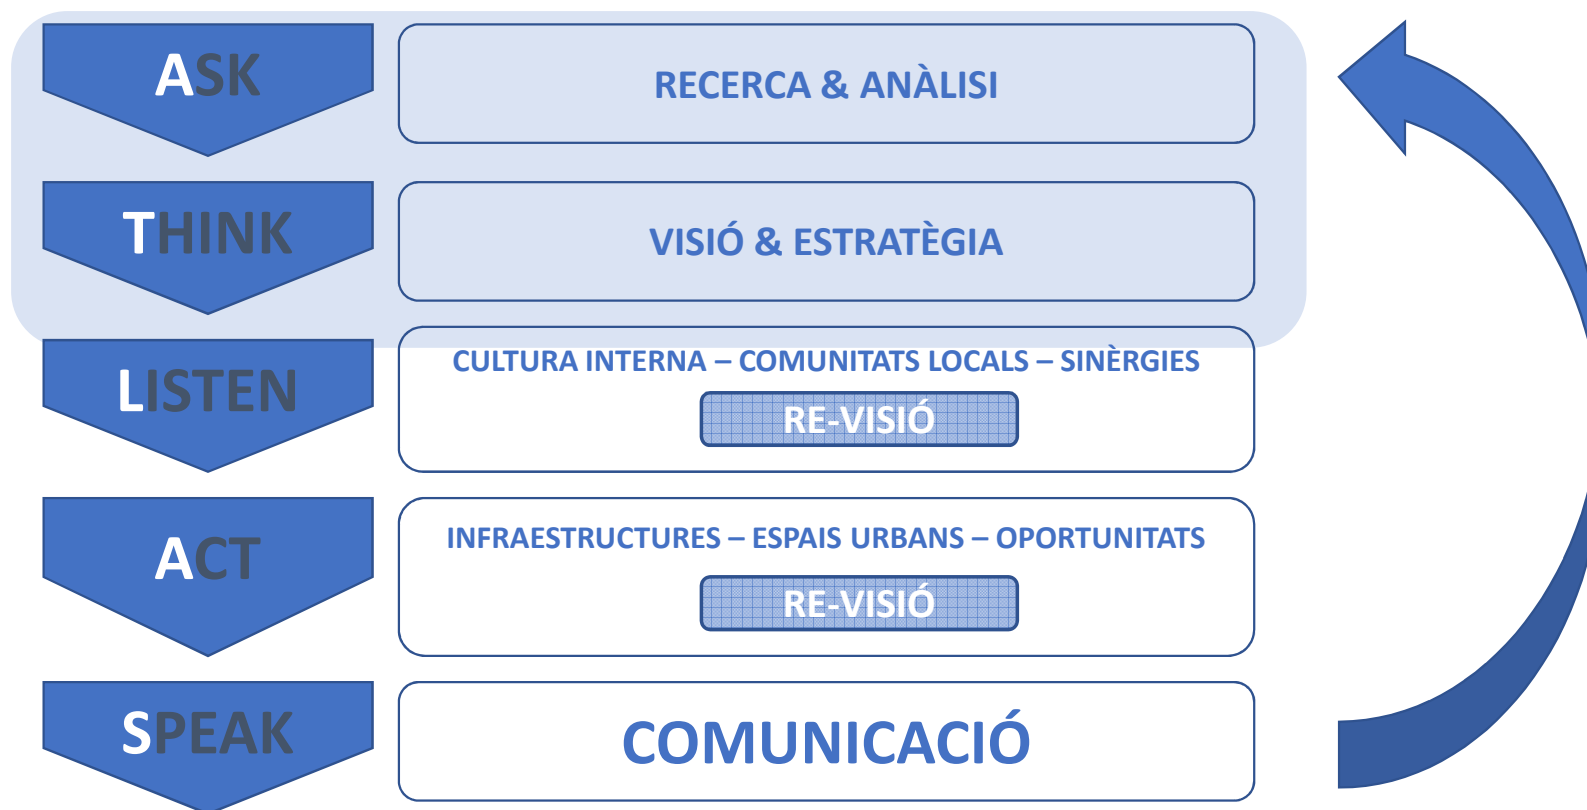 ASK
RECERCA & ANÀLISI
THINK
VISIÓ & ESTRATÈGIA
LISTEN
CULTURA INTERNA – COMUNITATS LOCALS – SINÈRGIES
RE-VISIÓ
ACT
INFRAESTRUCTURES – ESPAIS URBANS – OPORTUNITATS
RE-VISIÓ
SPEAK
COMUNICACIÓ